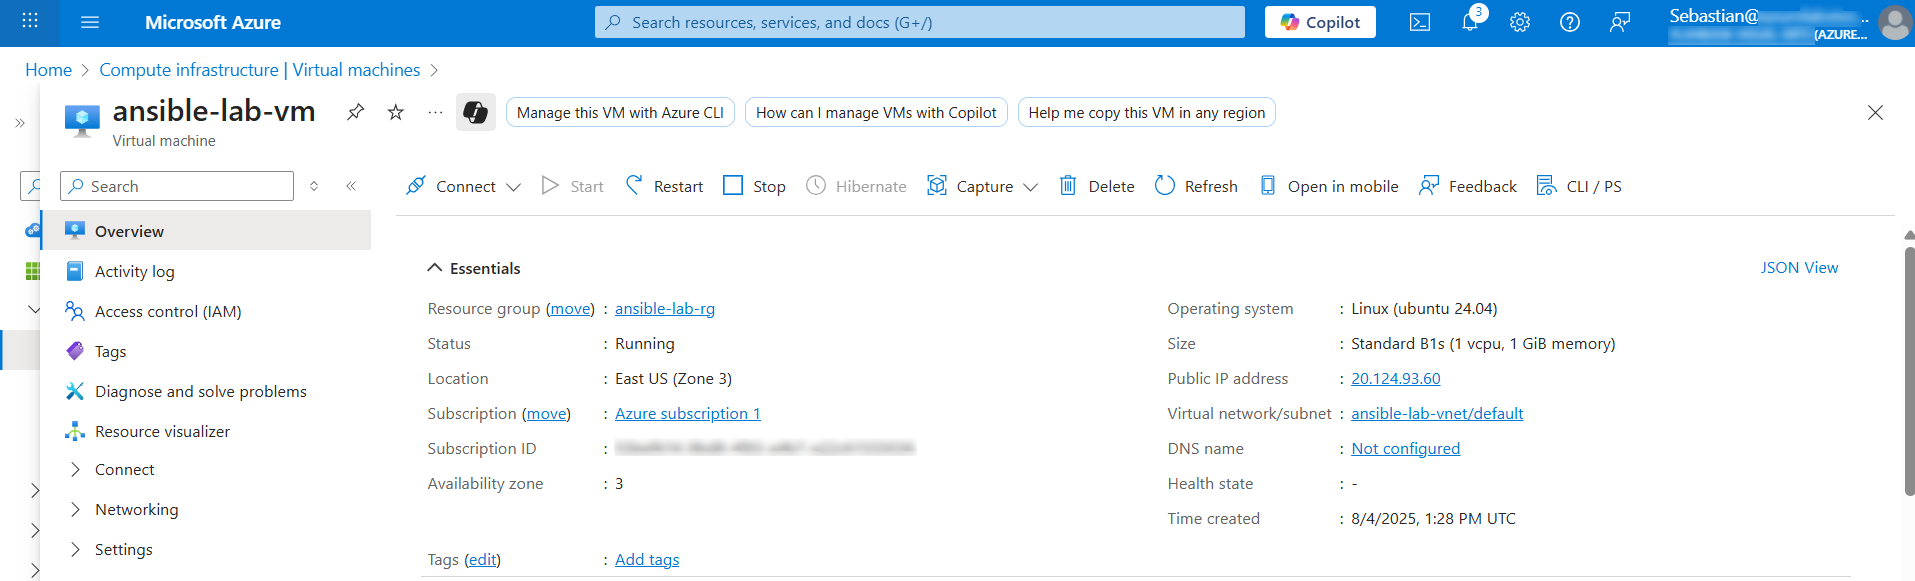 Microsoft Azure
Search resources, services, and docs (G+/)
Copilot
3
Sebastian@
...
(AZURE...
Home > Compute infrastructure | Virtual machines >
ansible-lab-vm
Virtual machine
...
Manage this VM with Azure CLI
How can I manage VMs with Copilot
Help me copy this VM in any region
Search
Connect
Start
Restart
Stop
Hibernate
Capture
Delete
Refresh
Open in mobile
Feedback
CLI / PS
Overview
Activity log
Access control (IAM)
Tags
Diagnose and solve problems
Resource visualizer
Connect
Networking
Settings
Essentials
JSON View
Resource group (move) : ansible-lab-rg
Status : Running
Location : East US (Zone 3)
Subscription (move) : Azure subscription 1
Subscription ID :
Availability zone : 3
Operating system : Linux (ubuntu 24.04)
Size : Standard B1s (1 vcpu, 1 GiB memory)
Public IP address : 20.124.93.60
Virtual network/subnet : ansible-lab-vnet/default
DNS name : Not configured
Health state : -
Time created : 8/4/2025, 1:28 PM UTC
Tags (edit) : Add tags